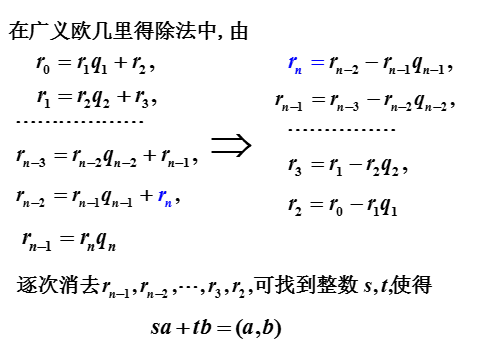 在广义欧几里得除法中,由
r₀ = r₁q₁ + r₂,
r₁ = r₂q₂ + r₃,
..................
rₙ₋₃ = rₙ₋₂qₙ₋₂ + rₙ₋₁,
rₙ₋₂ = rₙ₋₁qₙ₋₁ + rₙ,
rₙ₋₁ = rₙqₙ
⇒
rₙ = rₙ₋₂ − rₙ₋₁qₙ₋₁,
rₙ₋₁ = rₙ₋₃ − rₙ₋₂qₙ₋₂,
...............
r₃ = r₁ − r₂q₂,
r₂ = r₀ − r₁q₁
逐次消去rₙ₋₁,rₙ₋₂,⋯,r₃,r₂,可找到整数 s,t,使得
sa + tb = (a,b)